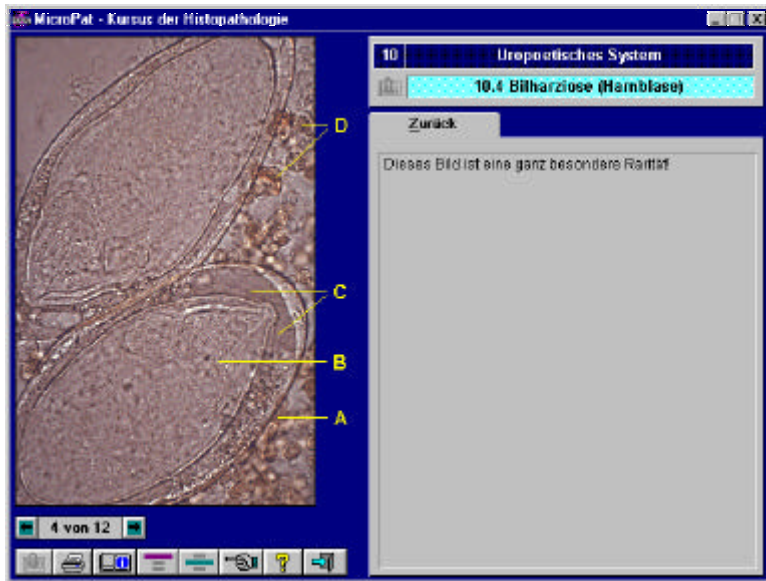 MicroPat - Kursus der Histopathologie
10 Uropoetisches System
10.4 Bilharziose (Harnblase)
Zurück
Dieses Bild ist eine ganz besondere Rarität!
D
C
B
A
4 von 12